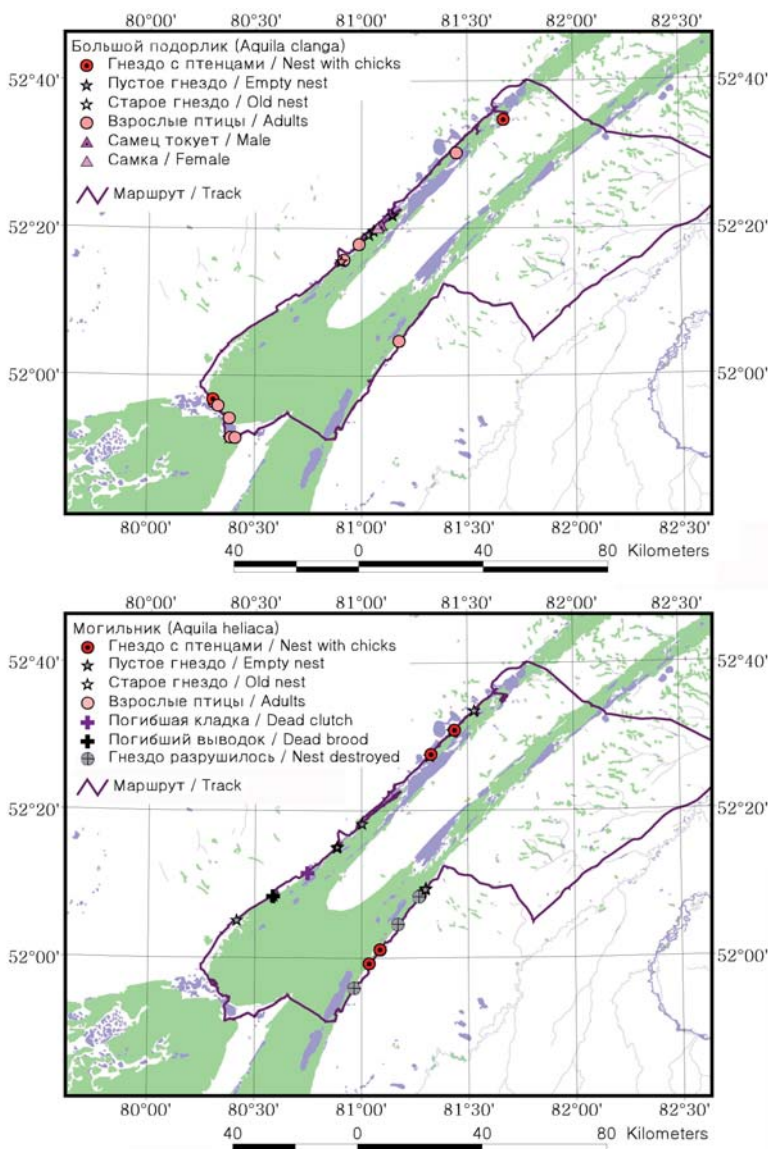 80°00' 80°30' 81°00' 81°30' 82°00' 82°30'
Большой подорлик (Aquila clanga)
Гнездо с птенцами / Nest with chicks
Пустое гнездо / Empty nest
Старое гнездо / Old nest
Взрослые птицы / Adults
Самец токует / Male
Самка / Female
Маршрут / Track
52°40' 52°40'
52°20' 52°20'
52°00' 52°00'
80°00' 80°30' 81°00' 81°30' 82°00' 82°30'
40 0 40 80 Kilometers
80°00' 80°30' 81°00' 81°30' 82°00' 82°30'
Могильник (Aquila heliaca)
Гнездо с птенцами / Nest with chicks
Пустое гнездо / Empty nest
Старое гнездо / Old nest
Взрослые птицы / Adults
Погибшая кладка / Dead clutch
Погибший выводок / Dead brood
Гнездо разрушилось / Nest destroyed
Маршрут / Track
52°40' 52°40'
52°20' 52°20'
52°00' 52°00'
80°00' 80°30' 81°00' 81°30' 82°00' 82°30'
40 0 40 80 Kilometers